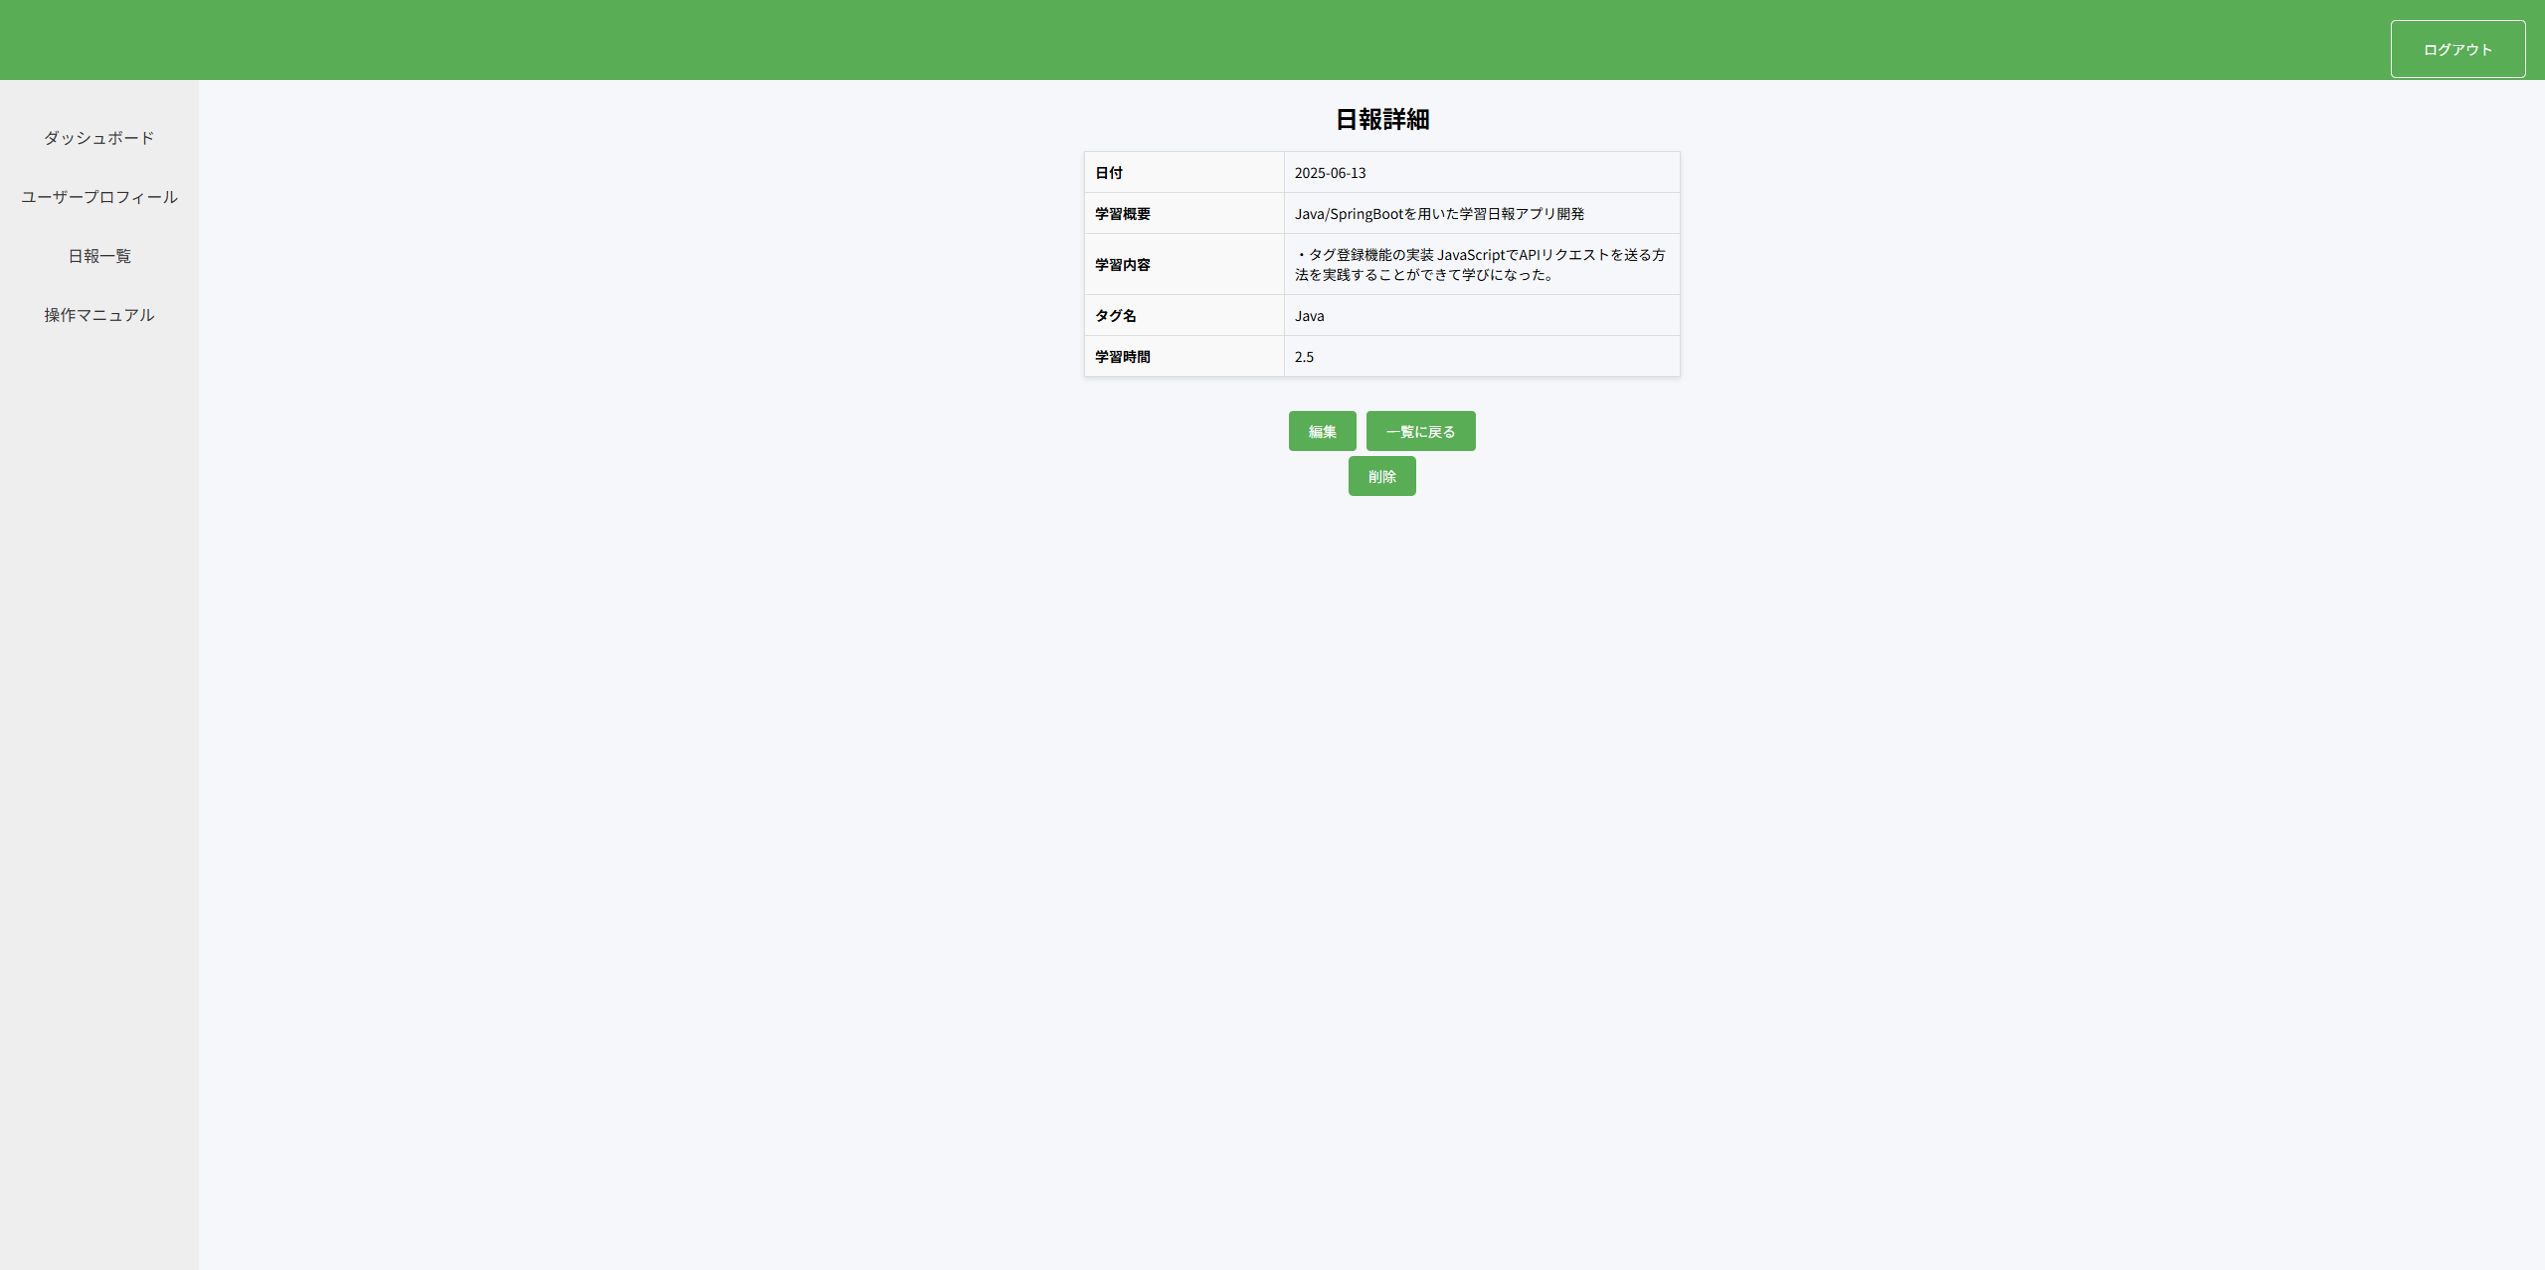 ログアウト
ダッシュボード
ユーザープロフィール
日報一覧
操作マニュアル
日報詳細
日付 2025-06-13
学習概要 Java/SpringBootを用いた学習日報アプリ開発
学習内容 ・タグ登録機能の実装 JavaScriptでAPIリクエストを送る方
法を実践することができて学びになった。
タグ名 Java
学習時間 2.5
編集 一覧に戻る
削除